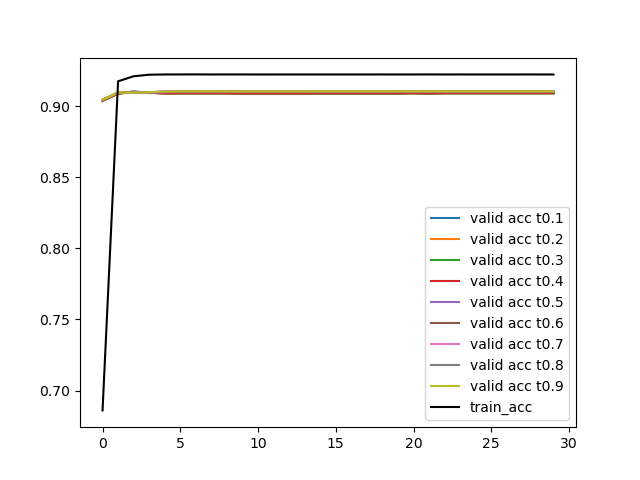 0.90
0.85
0.80
0.75
0.70
0 5 10 15 20 25 30
valid acc t0.1
valid acc t0.2
valid acc t0.3
valid acc t0.4
valid acc t0.5
valid acc t0.6
valid acc t0.7
valid acc t0.8
valid acc t0.9
train_acc